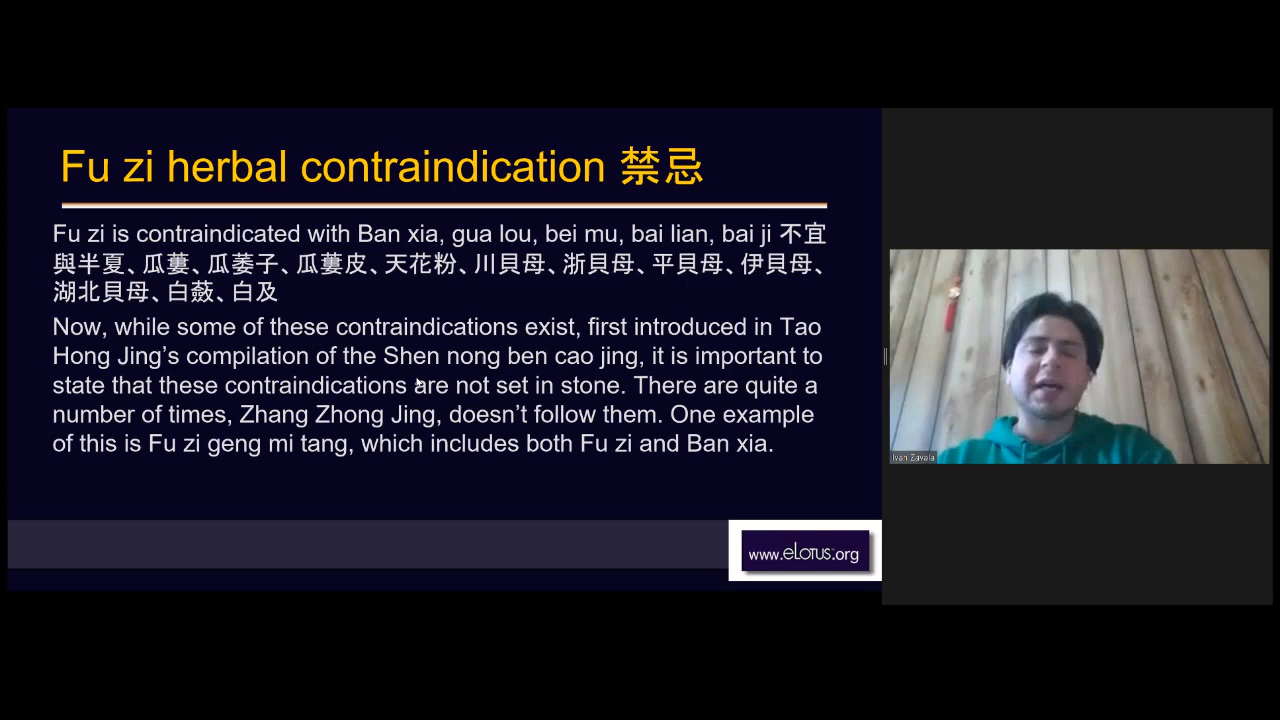 Fu zi herbal contraindication 禁忌
Fu zi is contraindicated with Ban xia, gua lou, bei mu, bai lian, bai ji 不宜
與半夏、瓜蔞、瓜蒌子、瓜蔞皮、天花粉、川貝母、浙貝母、平貝母、伊貝母、
湖北貝母、白蘞、白及
Now, while some of these contraindications exist, first introduced in Tao
Hong Jing’s compilation of the Shen nong ben cao jing, it is important to
state that these contraindications are not set in stone. There are quite a
number of times, Zhang Zhong Jing, doesn’t follow them. One example
of this is Fu zi geng mi tang, which includes both Fu zi and Ban xia.
www.eLotus.org
Ivan Zavala